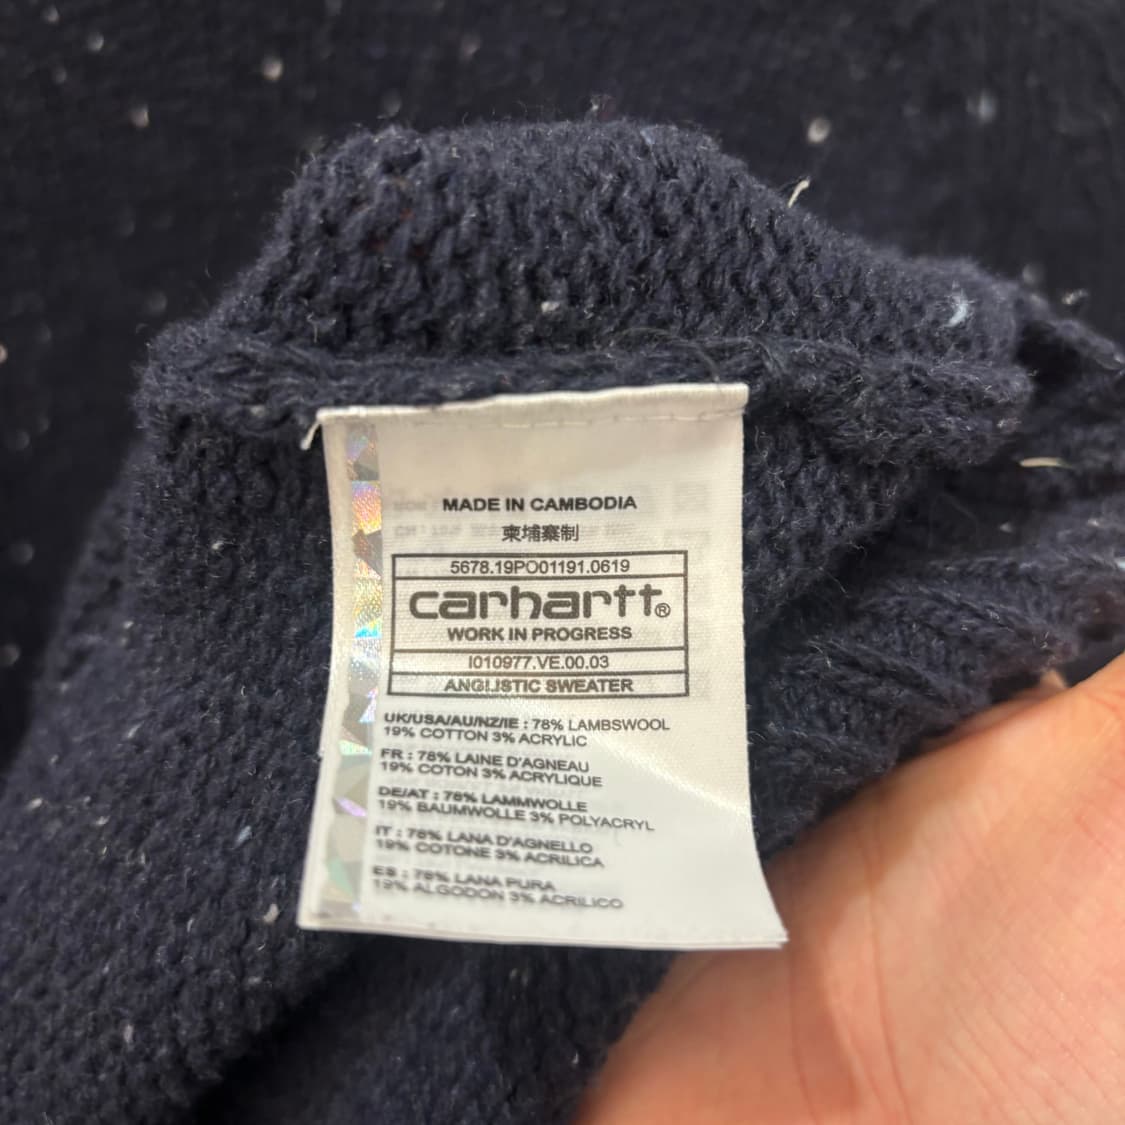 MADE IN CAMBODIA
柬埔寨制
5678.19PO01191.0619
carhartt®
WORK IN PROGRESS
I010977.VE.00.03
ANGLISTIC SWEATER
UK/USA/AU/NZ/IE : 78% LAMBSWOOL
19% COTTON 3% ACRYLIC
FR : 78% LAINE D'AGNEAU
19% COTON 3% ACRYLIQUE
DE/AT : 78% LAMMWOLLE
19% BAUMWOLLE 3% POLYACRYL
IT : 78% LANA D'AGNELLO
19% COTONE 3% ACRILICA
ES : 78% LANA PURA
19% ALGODON 3% ACRILICO